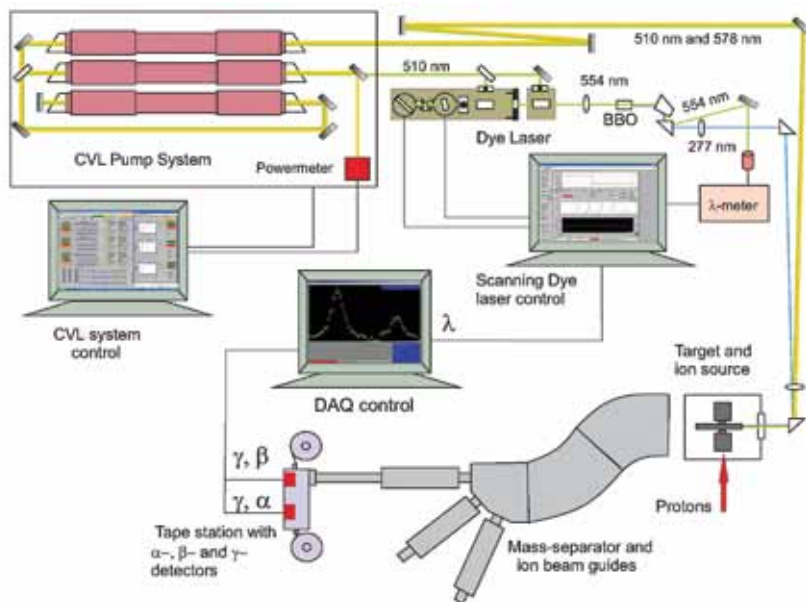 510 nm and 578 nm
510 nm
554 nm
BBO
554 nm
277 nm
Dye Laser
CVL Pump System
Powermeter
λ-meter
Scanning Dye
laser control
CVL system
control
λ
DAQ control
Target and
ion source
γ, β
γ, α
Protons
Tape station with
α–, β– and γ–
detectors
Mass-separator and
ion beam guides